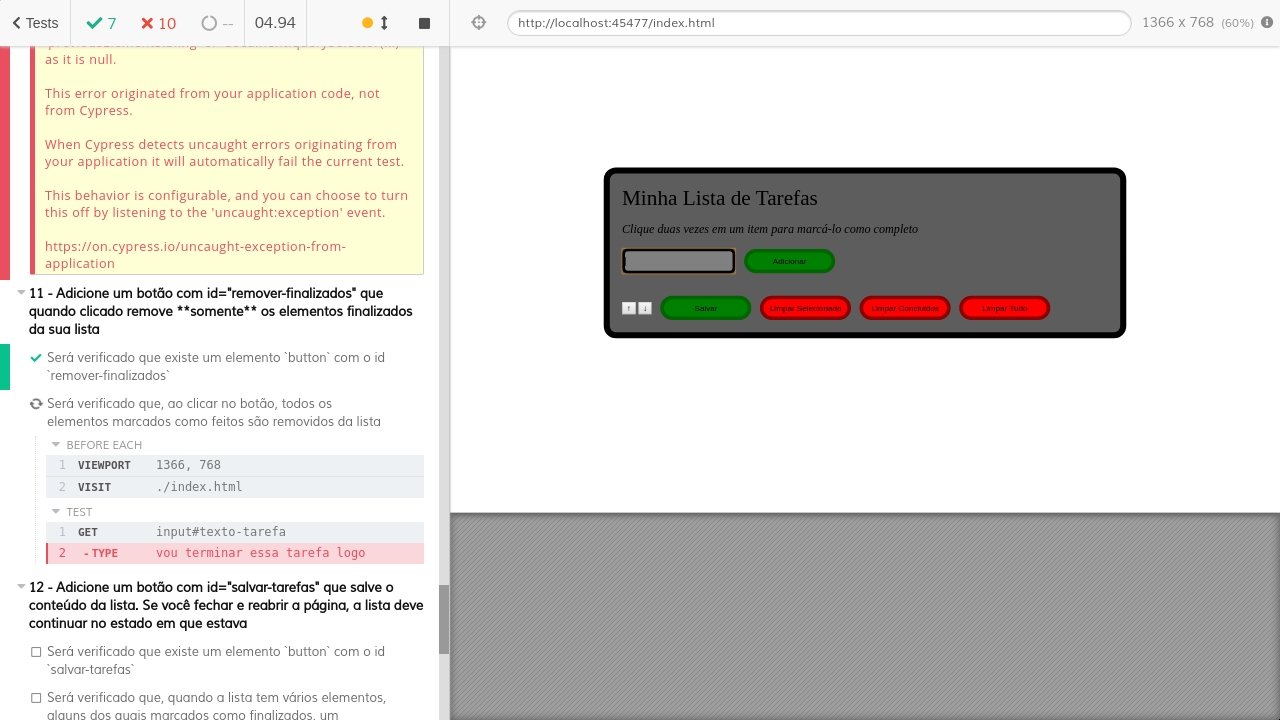 Tests
7
10
--
04.94
http://localhost:45477/index.html
1366 x 768 (60%)
as it is null.
This error originated from your application code, not
from Cypress.
When Cypress detects uncaught errors originating from
your application it will automatically fail the current test.
This behavior is configurable, and you can choose to turn
this off by listening to the 'uncaught:exception' event.
https://on.cypress.io/uncaught-exception-from-
application
11 - Adicione um botão com id="remover-finalizados" que
quando clicado remove **somente** os elementos finalizados
da sua lista
Será verificado que existe um elemento `button` com o id
`remover-finalizados`
Será verificado que, ao clicar no botão, todos os
elementos marcados como feitos são removidos da lista
BEFORE EACH
1 VIEWPORT 1366, 768
2 VISIT ./index.html
TEST
1 GET input#texto-tarefa
2 -TYPE vou terminar essa tarefa logo
12 - Adicione um botão com id="salvar-tarefas" que salve o
conteúdo da lista. Se você fechar e reabrir a página, a lista deve
continuar no estado em que estava
Será verificado que existe um elemento `button` com o id
`salvar-tarefas`
Será verificado que, quando a lista tem vários elementos,
alguns dos quais marcados como finalizados, um
Minha Lista de Tarefas
Clique duas vezes em um item para marcá-lo como completo
Adicionar
↑ ↓ Salvar Limpar Selecionado Limpar Concluidos Limpar Tudo